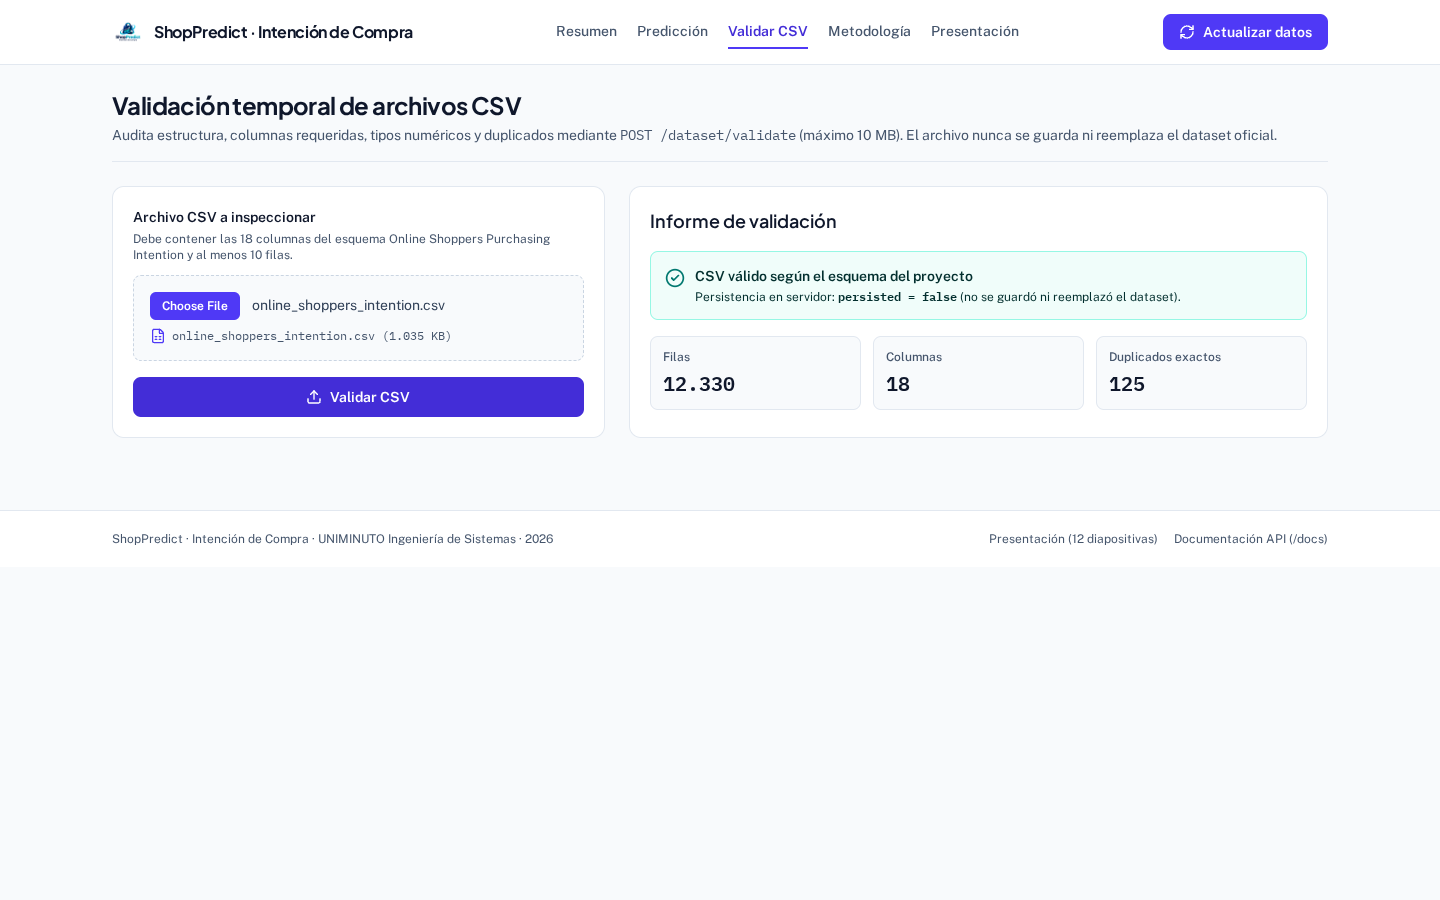 ShopPredict · Intención de Compra
Resumen
Predicción
Validar CSV
Metodología
Presentación
Actualizar datos
Validación temporal de archivos CSV
Audita estructura, columnas requeridas, tipos numéricos y duplicados mediante POST /dataset/validate (máximo 10 MB). El archivo nunca se guarda ni reemplaza el dataset oficial.
Archivo CSV a inspeccionar
Debe contener las 18 columnas del esquema Online Shoppers Purchasing
Intention y al menos 10 filas.
Choose File
online_shoppers_intention.csv
online_shoppers_intention.csv (1.035 KB)
Validar CSV
Informe de validación
CSV válido según el esquema del proyecto
Persistencia en servidor: persisted = false (no se guardó ni reemplazó el dataset).
Filas
12.330
Columnas
18
Duplicados exactos
125
ShopPredict · Intención de Compra · UNIMINUTO Ingeniería de Sistemas · 2026
Presentación (12 diapositivas)
Documentación API (/docs)